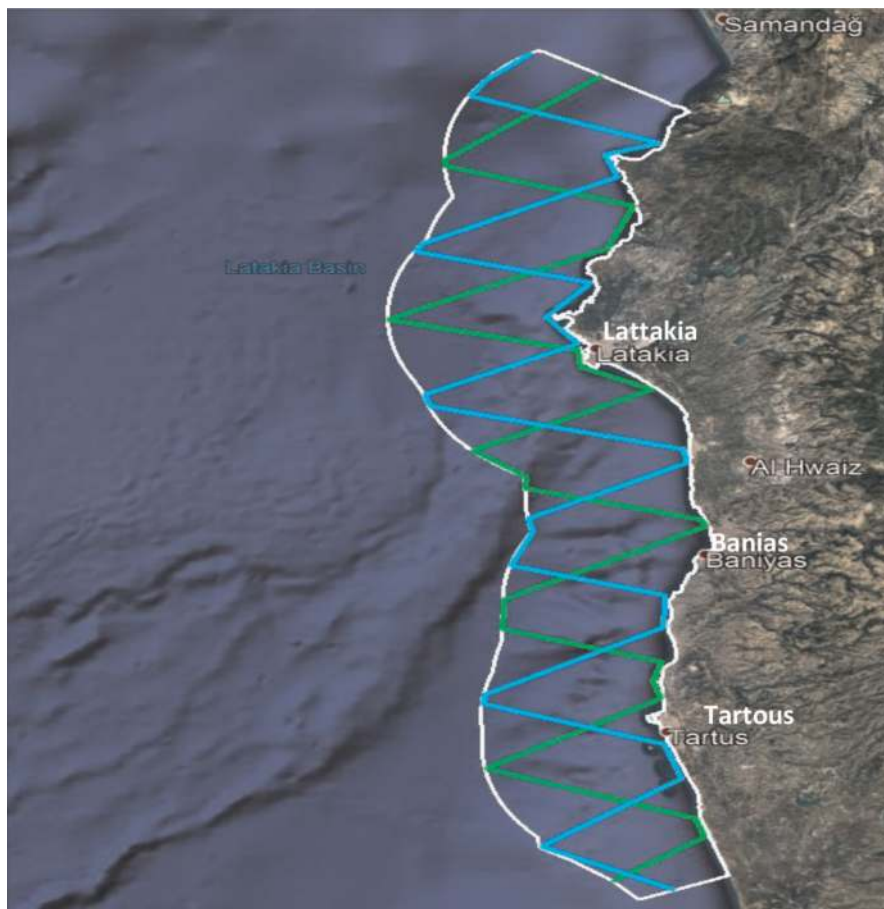 Samandağ
Latakia Basin
Lattakia
Latakia
Al Hwaiz
Banias
Baniyas
Tartous
Tartus